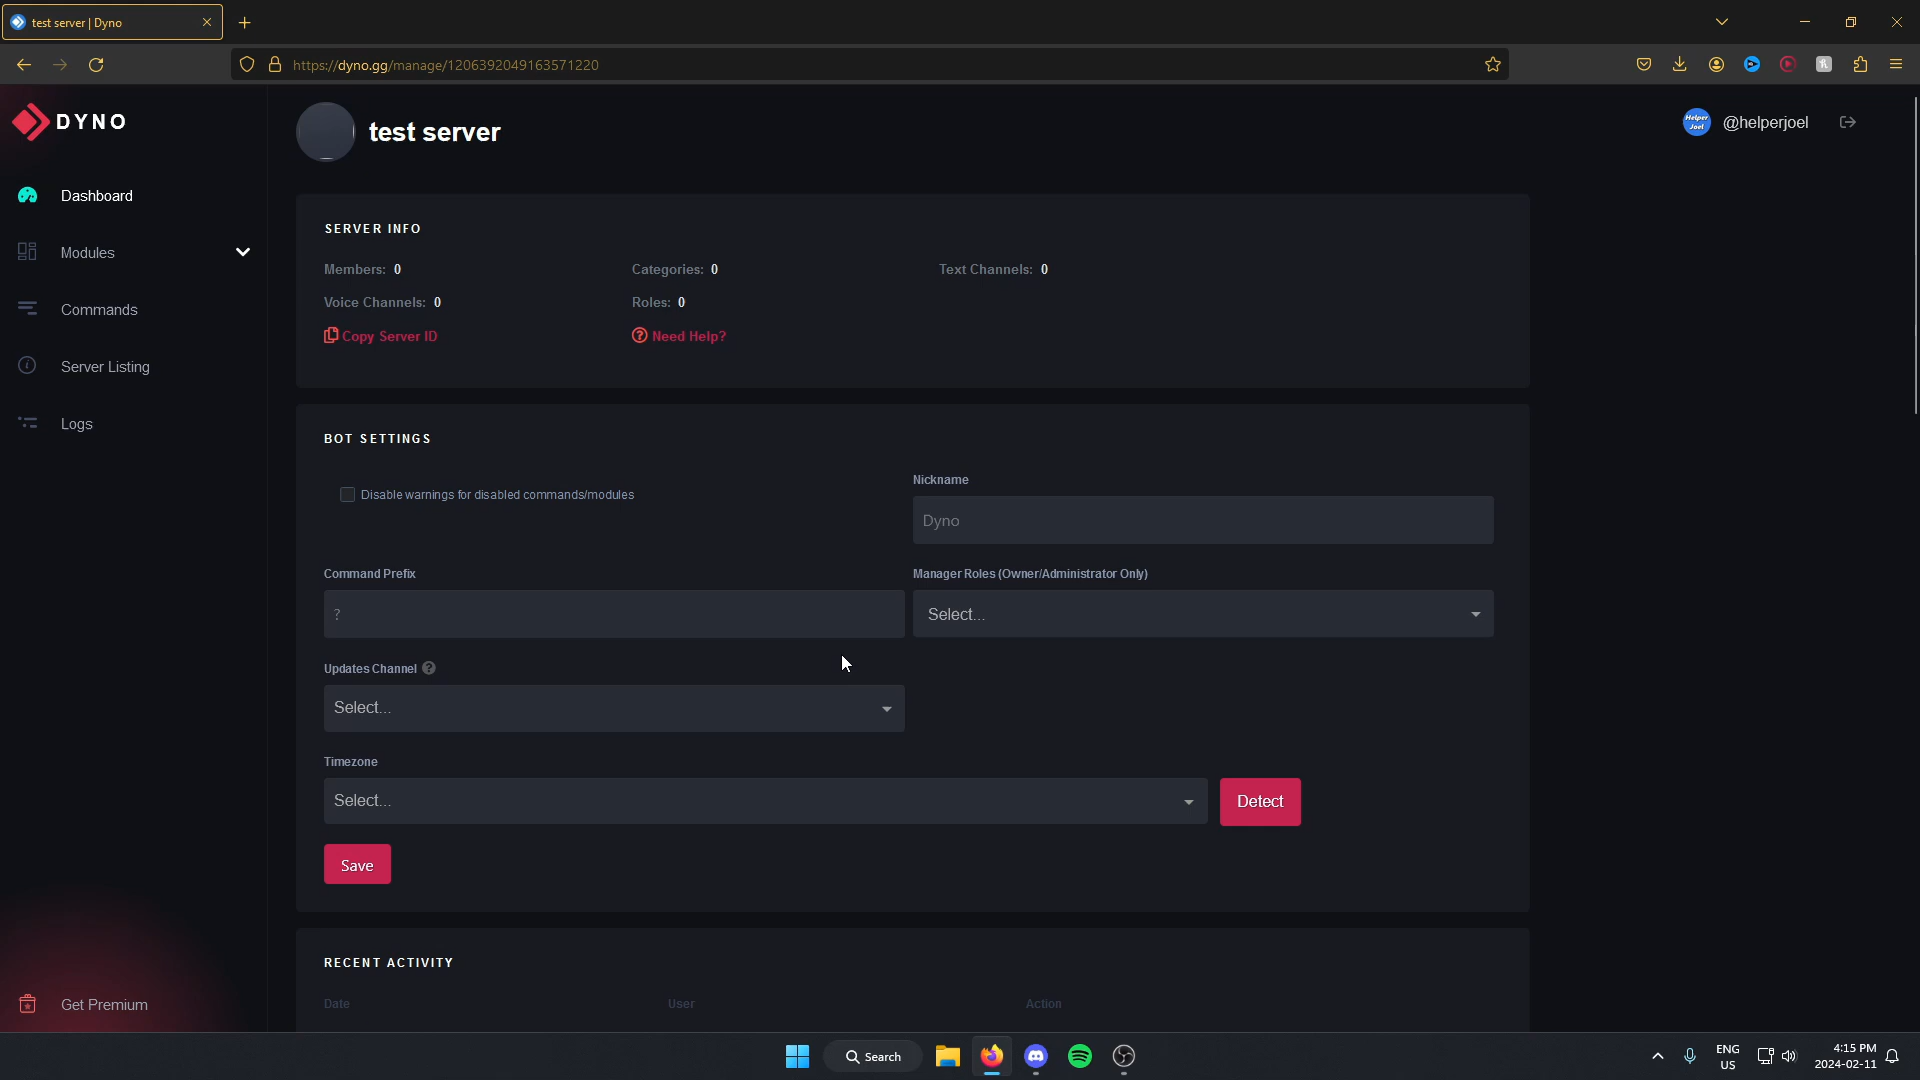 test server | Dyno
https://dyno.gg/manage/1206392049163571220
DYNO
test server
Helper Joel
@helperjoel
Dashboard
Modules
Commands
Server Listing
Logs
Get Premium
SERVER INFO
Members: 0
Categories: 0
Text Channels: 0
Voice Channels: 0
Roles: 0
Copy Server ID
Need Help?
BOT SETTINGS
Disable warnings for disabled commands/modules
Nickname
Dyno
Command Prefix
?
Manager Roles (Owner/Administrator Only)
Select...
Updates Channel ?
Select...
Timezone
Select...
Detect
Save
RECENT ACTIVITY
Date
User
Action
Search
ENG
US
4:15 PM
2024-02-11